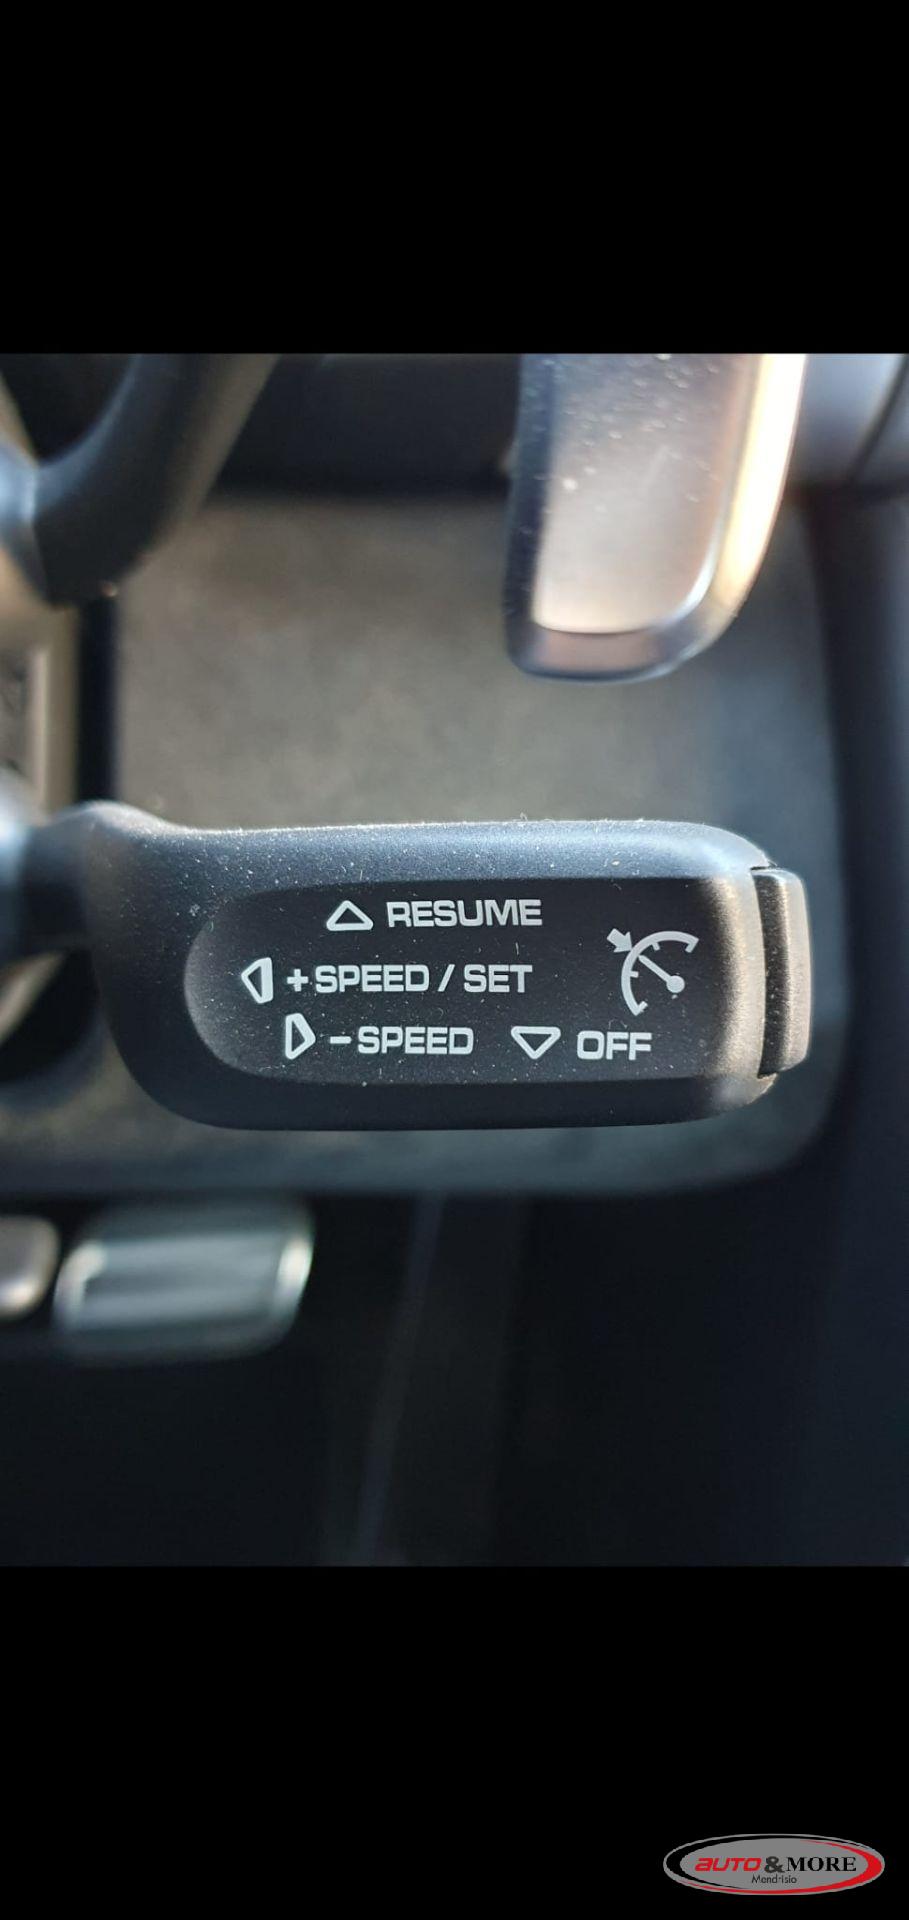 RESUME
+SPEED / SET
-SPEED OFF
AUTO&MORE
Mendrisio